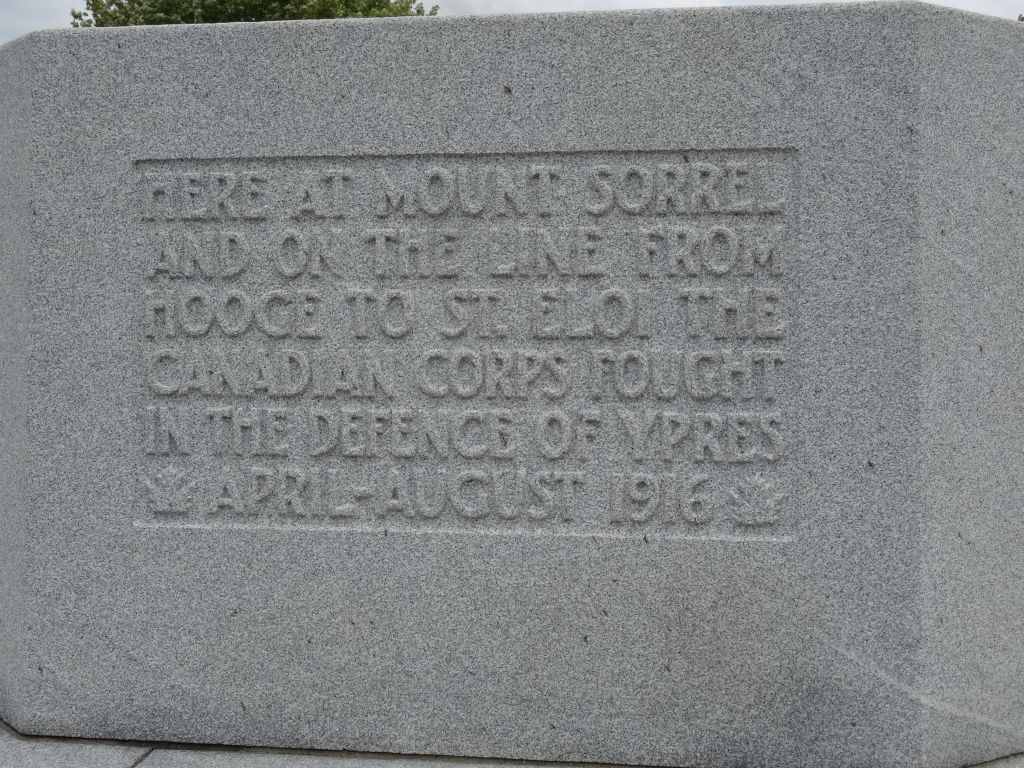 HERE AT MOUNT SORREL
AND ON THE LINE FROM
HOOGE TO ST. ELOI THE
CANADIAN CORPS FOUGHT
IN THE DEFENCE OF YPRES
APRIL-AUGUST 1916